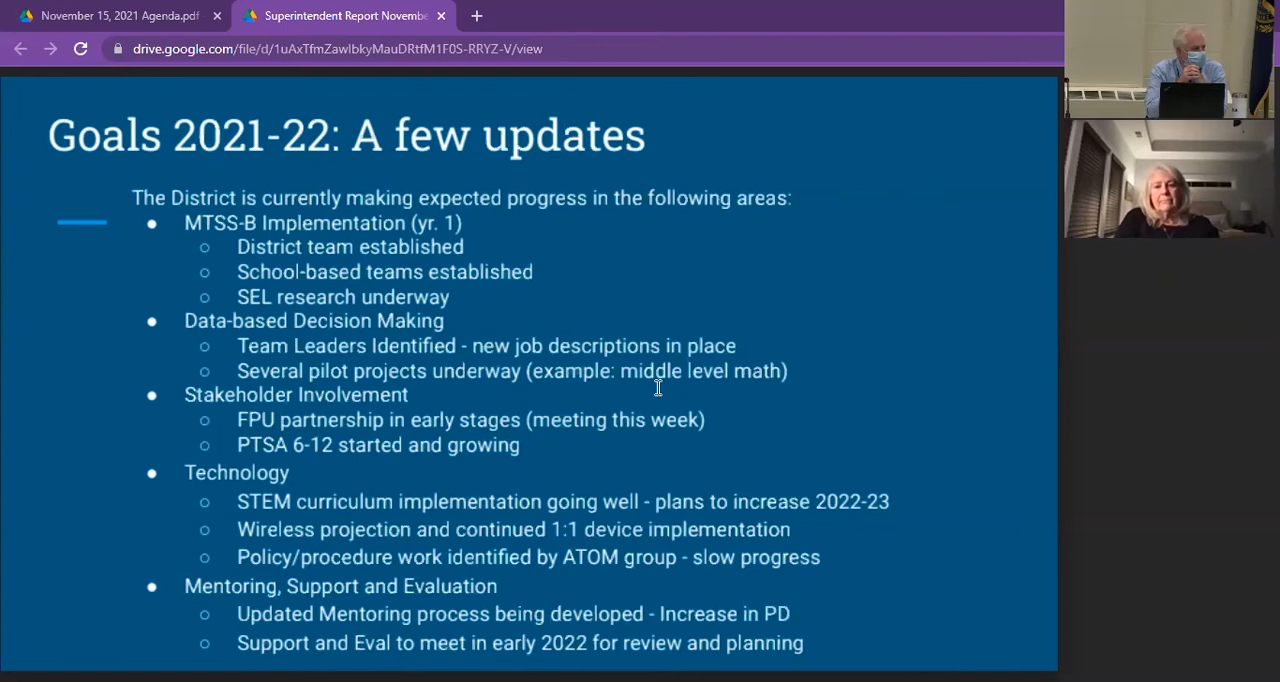 November 15, 2021 Agenda.pdf
Superintendent Report Novembe
drive.google.com/file/d/1uAxTfmZawlbkyMauDRtfM1F0S-RRYZ-V/view
Goals 2021-22: A few updates
The District is currently making expected progress in the following areas:
● MTSS-B Implementation (yr. 1)
○ District team established
○ School-based teams established
○ SEL research underway
● Data-based Decision Making
○ Team Leaders Identified - new job descriptions in place
○ Several pilot projects underway (example: middle level math)
● Stakeholder Involvement
○ FPU partnership in early stages (meeting this week)
○ PTSA 6-12 started and growing
● Technology
○ STEM curriculum implementation going well - plans to increase 2022-23
○ Wireless projection and continued 1:1 device implementation
○ Policy/procedure work identified by ATOM group - slow progress
● Mentoring, Support and Evaluation
○ Updated Mentoring process being developed - Increase in PD
○ Support and Eval to meet in early 2022 for review and planning